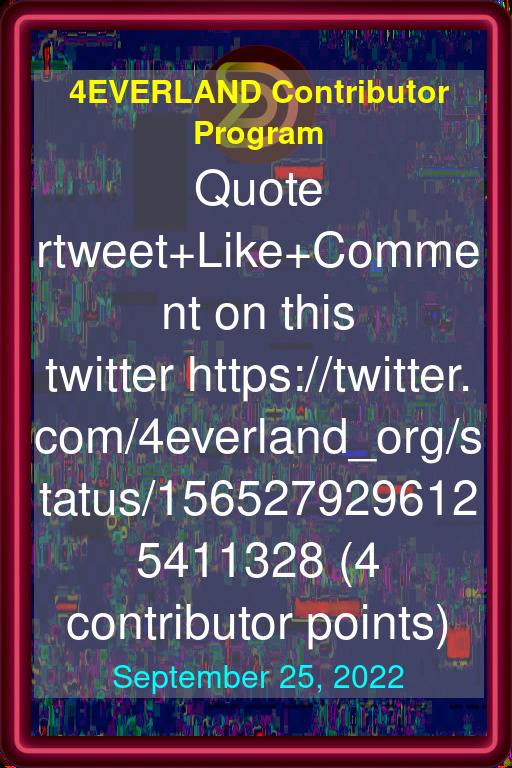 4EVERLAND Contributor
Program
Quote
rtweet+Like+Comme
nt on this
twitter https://twitter.
com/4everland_org/s
tatus/156527929612
5411328 (4
contributor points)
September 25, 2022